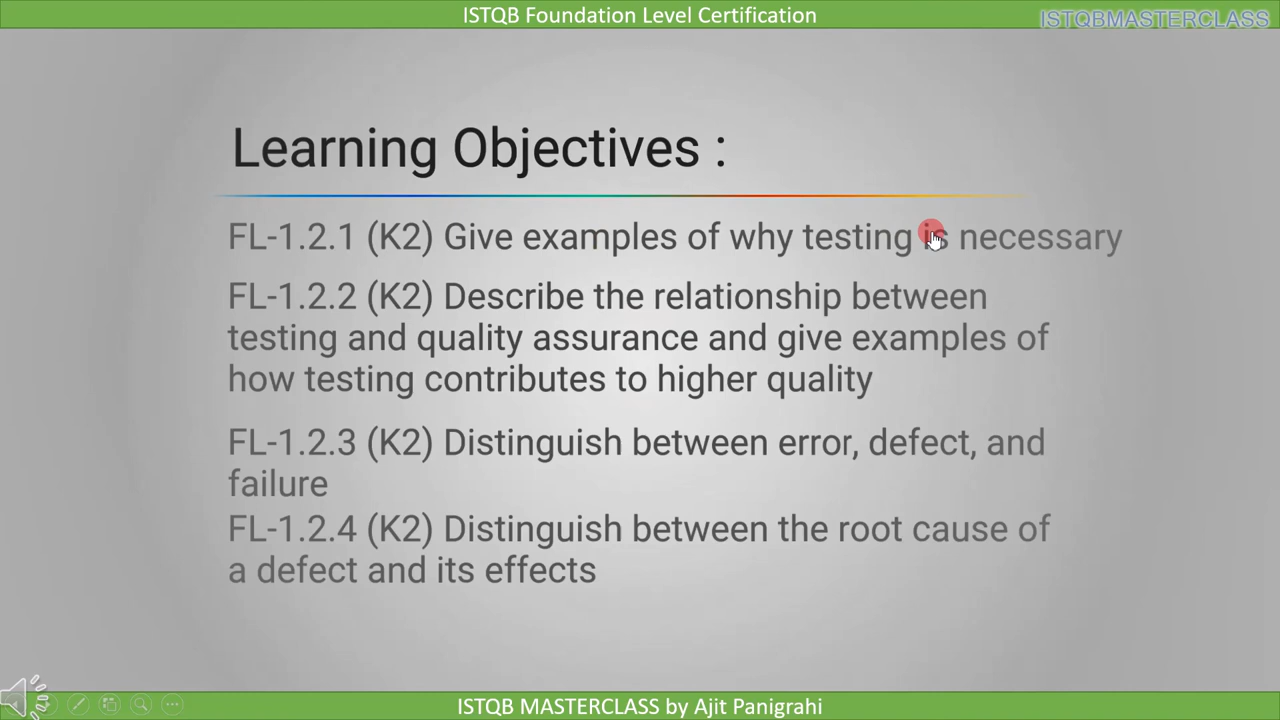 ISTQB Foundation Level Certification
ISTQBMASTERCLASS
Learning Objectives :
FL-1.2.1 (K2) Give examples of why testing is necessary
FL-1.2.2 (K2) Describe the relationship between
testing and quality assurance and give examples of
how testing contributes to higher quality
FL-1.2.3 (K2) Distinguish between error, defect, and
failure
FL-1.2.4 (K2) Distinguish between the root cause of
a defect and its effects
ISTQB MASTERCLASS by Ajit Panigrahi